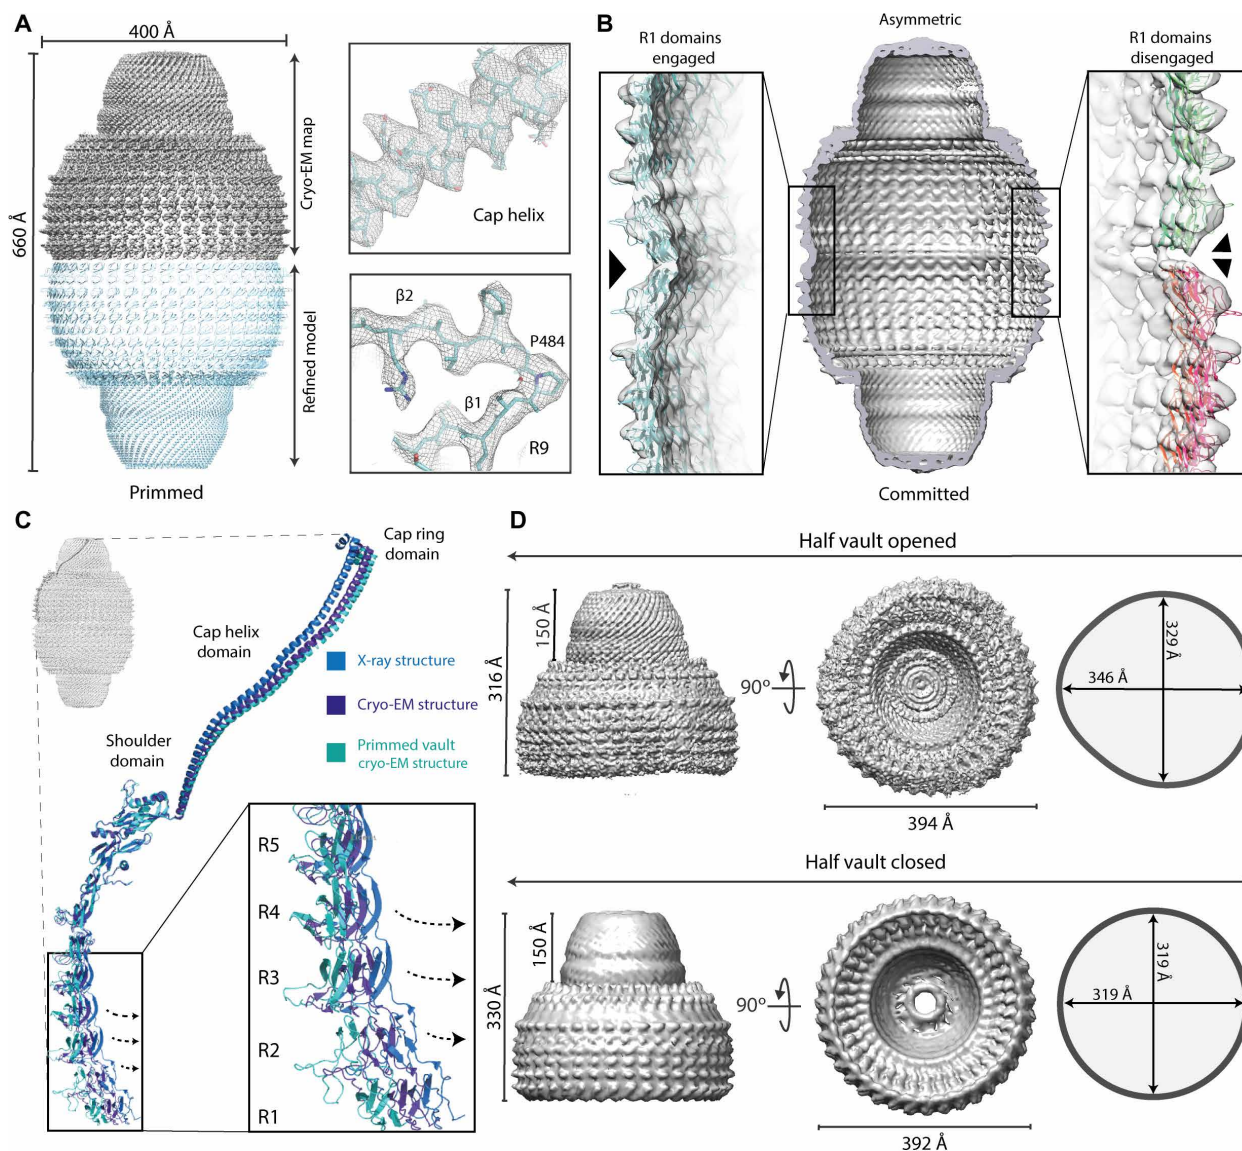 A
400 Å
660 Å
Cryo-EM map
Refined model
Primmed
Cap helix
β2
P484
β1
R9
B
Asymmetric
R1 domains
engaged
R1 domains
disengaged
Committed
C
Cap ring
domain
Cap helix
domain
X-ray structure
Cryo-EM structure
Primmed vault
cryo-EM structure
Shoulder
domain
R5
R4
R3
R2
R1
D
Half vault opened
316 Å
150 Å
90º
394 Å
329 Å
346 Å
Half vault closed
330 Å
150 Å
90º
392 Å
319 Å
319 Å